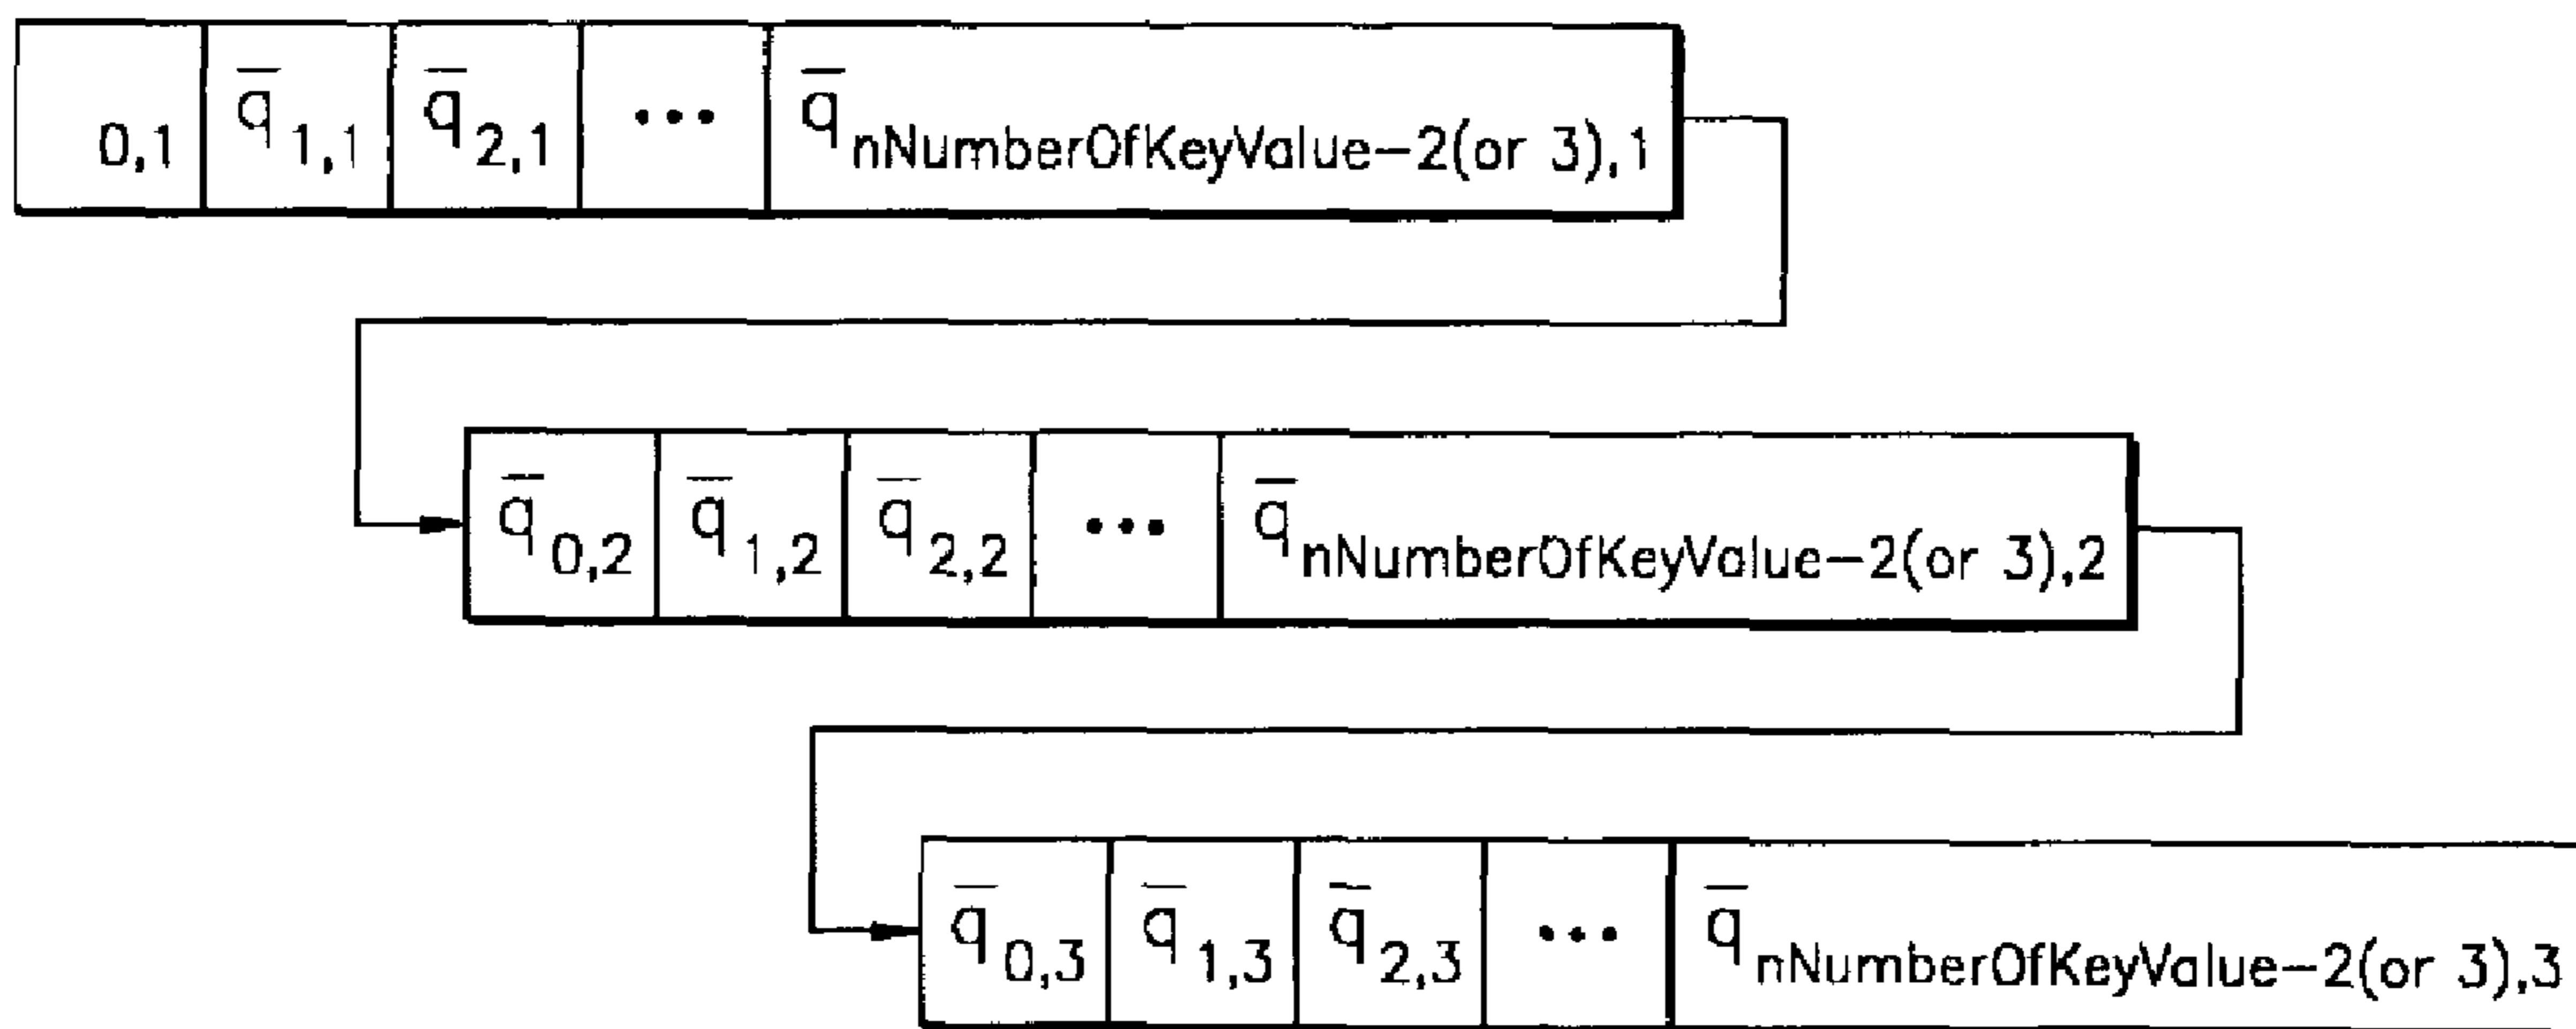 0,1 q̅1,1 q̅2,1 ••• q̅nNumberOfKeyValue-2(or 3),1
q̅0,2 q̅1,2 q̅2,2 ••• q̅nNumberOfKeyValue-2(or 3),2
q̅0,3 q̅1,3 q̅2,3 ••• q̅nNumberOfKeyValue-2(or 3),3